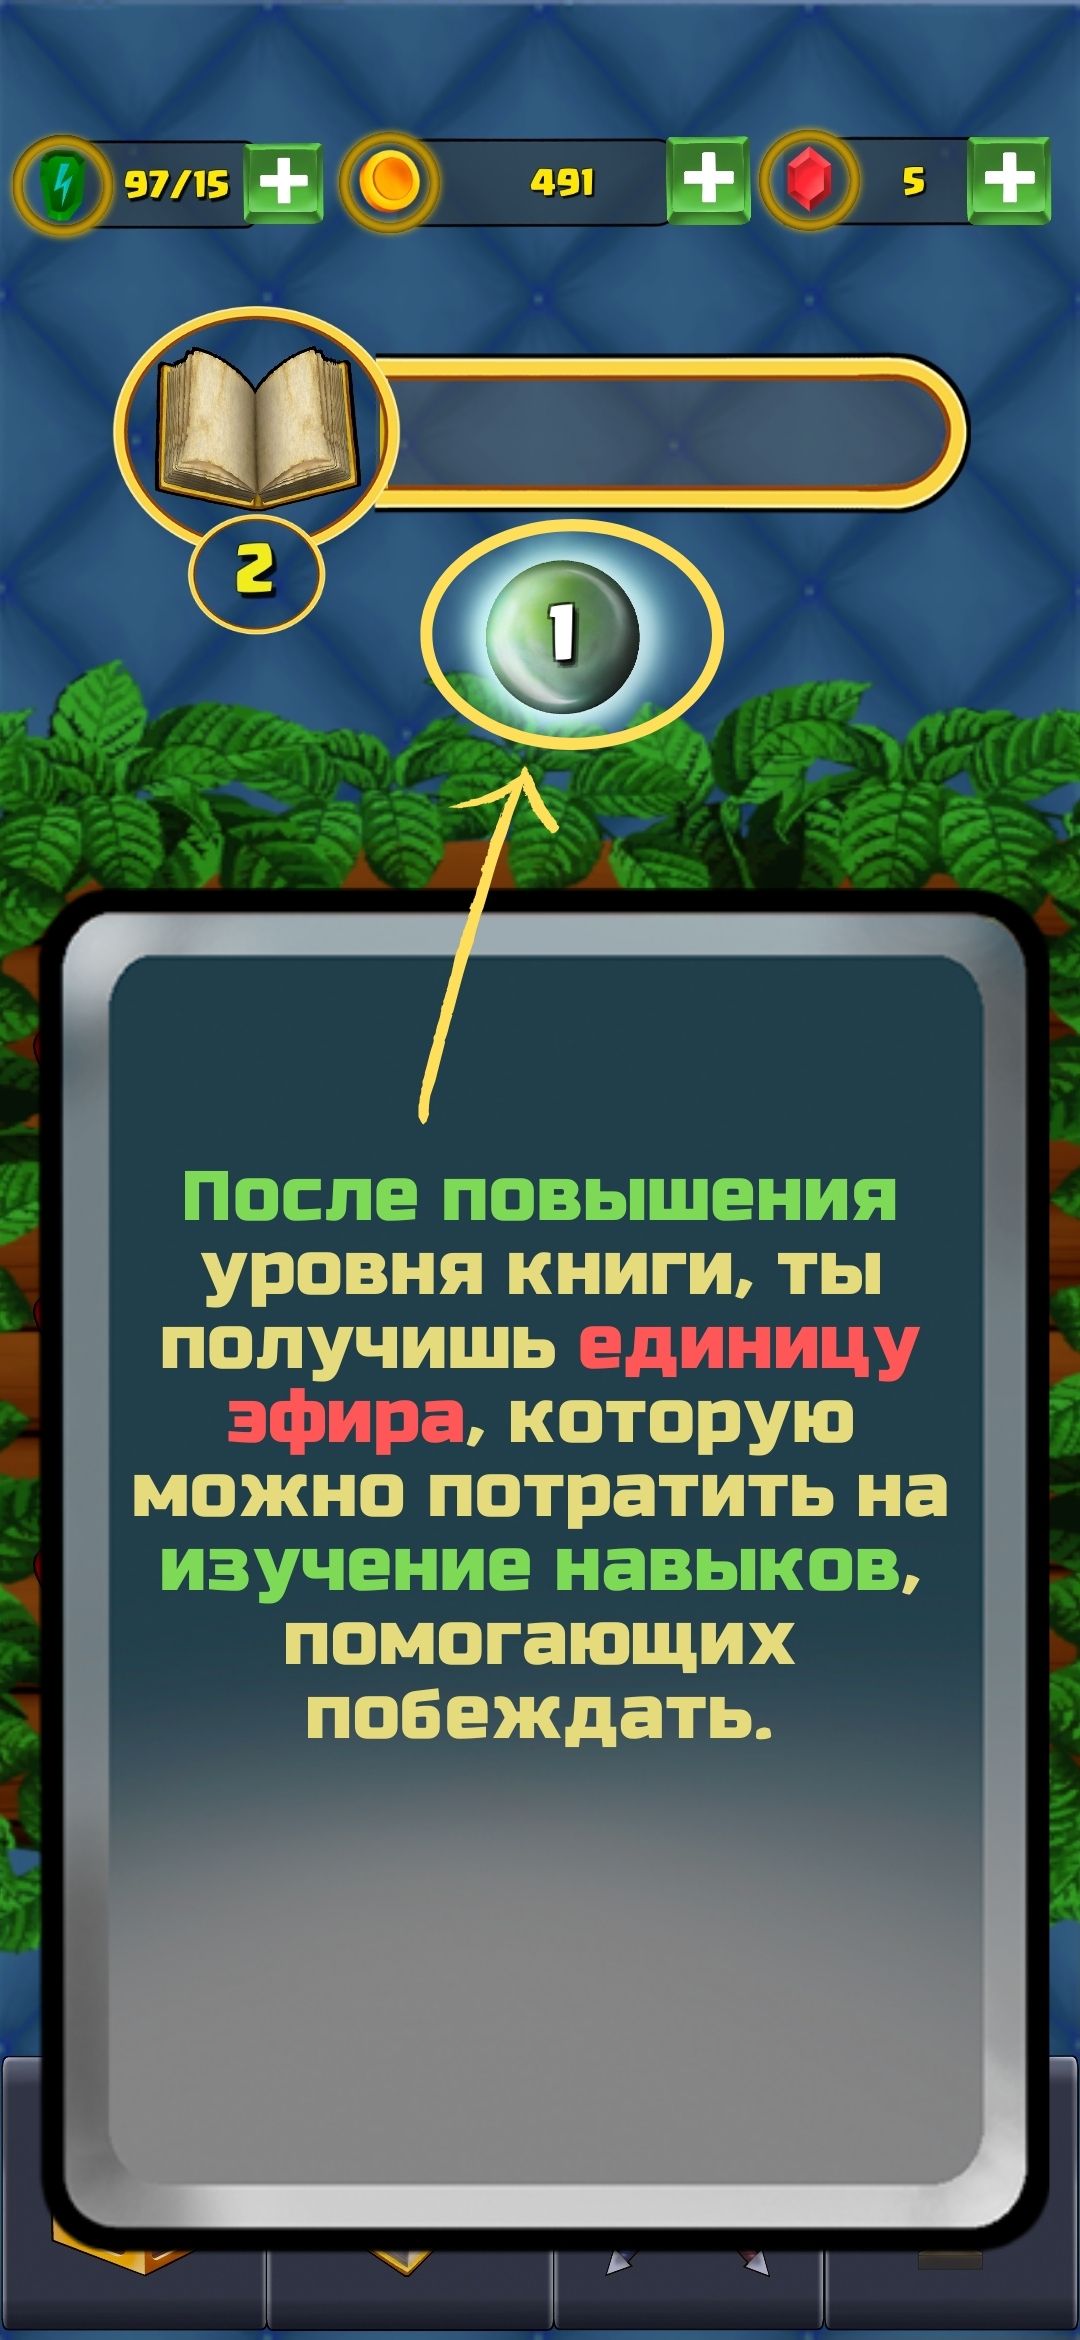 97/15
491
5
2
1
После повышения
уровня книги, ты
получишь единицу
эфира, которую
можно потратить на
изучение навыков,
помогающих
побеждать.